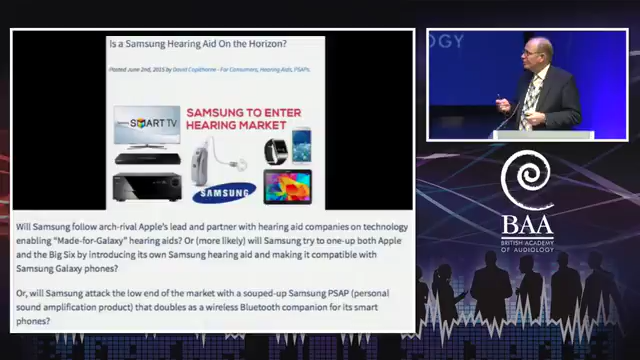 Is a Samsung Hearing Aid On the Horizon?
Posted June 2nd, 2015 by David Copithorne - For Consumers, Hearing Aids, PSAPs.
SMART TV
SAMSUNG TO ENTER
HEARING MARKET
SAMSUNG
Will Samsung follow arch-rival Apple's lead and partner with hearing aid companies on technology
enabling "Made-for-Galaxy" hearing aids? Or (more likely) will Samsung try to one-up both Apple
and the Big Six by introducing its own Samsung hearing aid and making it compatible with
Samsung Galaxy phones?
Or, will Samsung attack the low end of the market with a souped-up Samsung PSAP (personal
sound amplification product) that doubles as a wireless Bluetooth companion for its smart
phones?
OLOGY
BAA
BRITISH ACADEMY
OF AUDIOLOGY